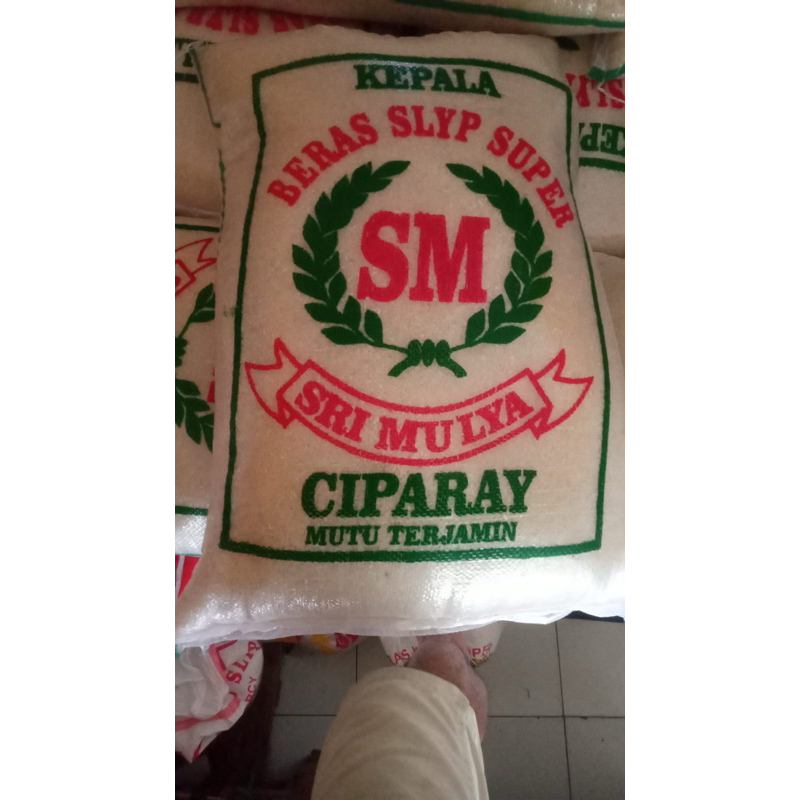 KEPALA
BERAS SLYP SUPER
SM
SRI MULYA
CIPARAY
MUTU TERJAMIN